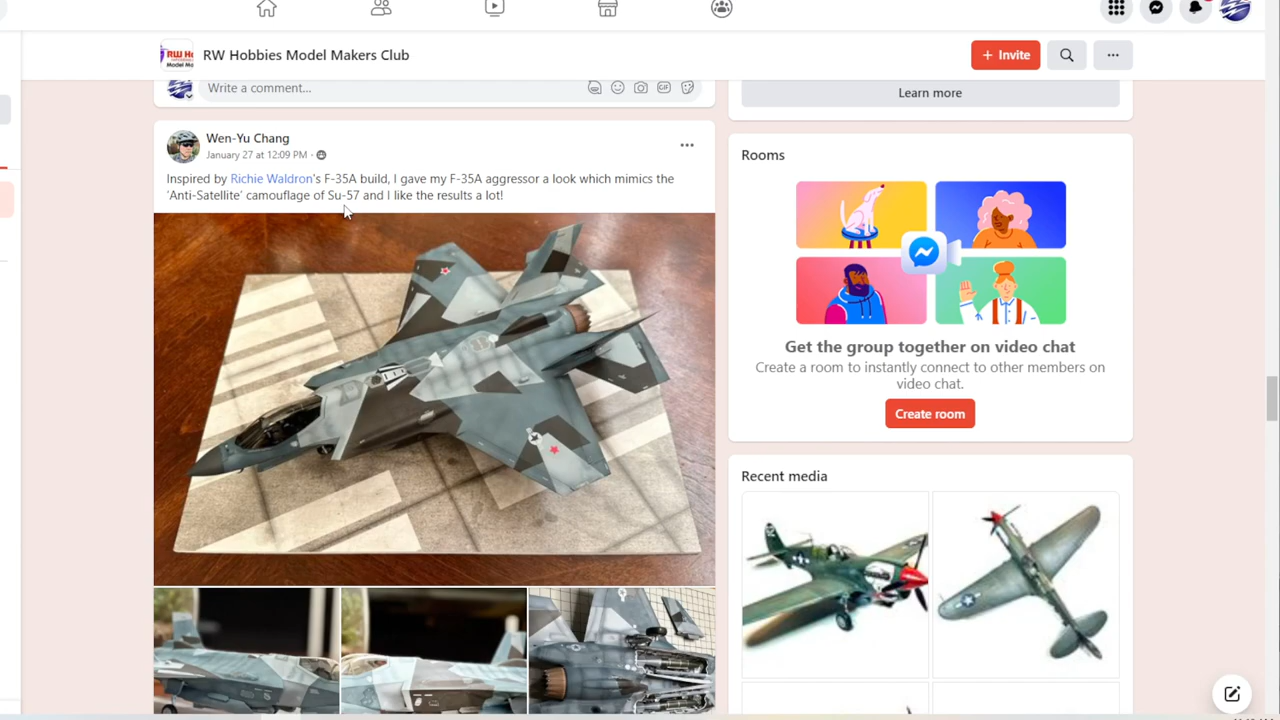 RW Hobbies Model Makers Club
+ Invite
Write a comment...
GIF
Learn more
Wen-Yu Chang
January 27 at 12:09 PM ·
Inspired by Richie Waldron's F-35A build, I gave my F-35A aggressor a look which mimics the
'Anti-Satellite' camouflage of Su-57 and I like the results a lot!
Rooms
Get the group together on video chat
Create a room to instantly connect to other members on
video chat.
Create room
Recent media